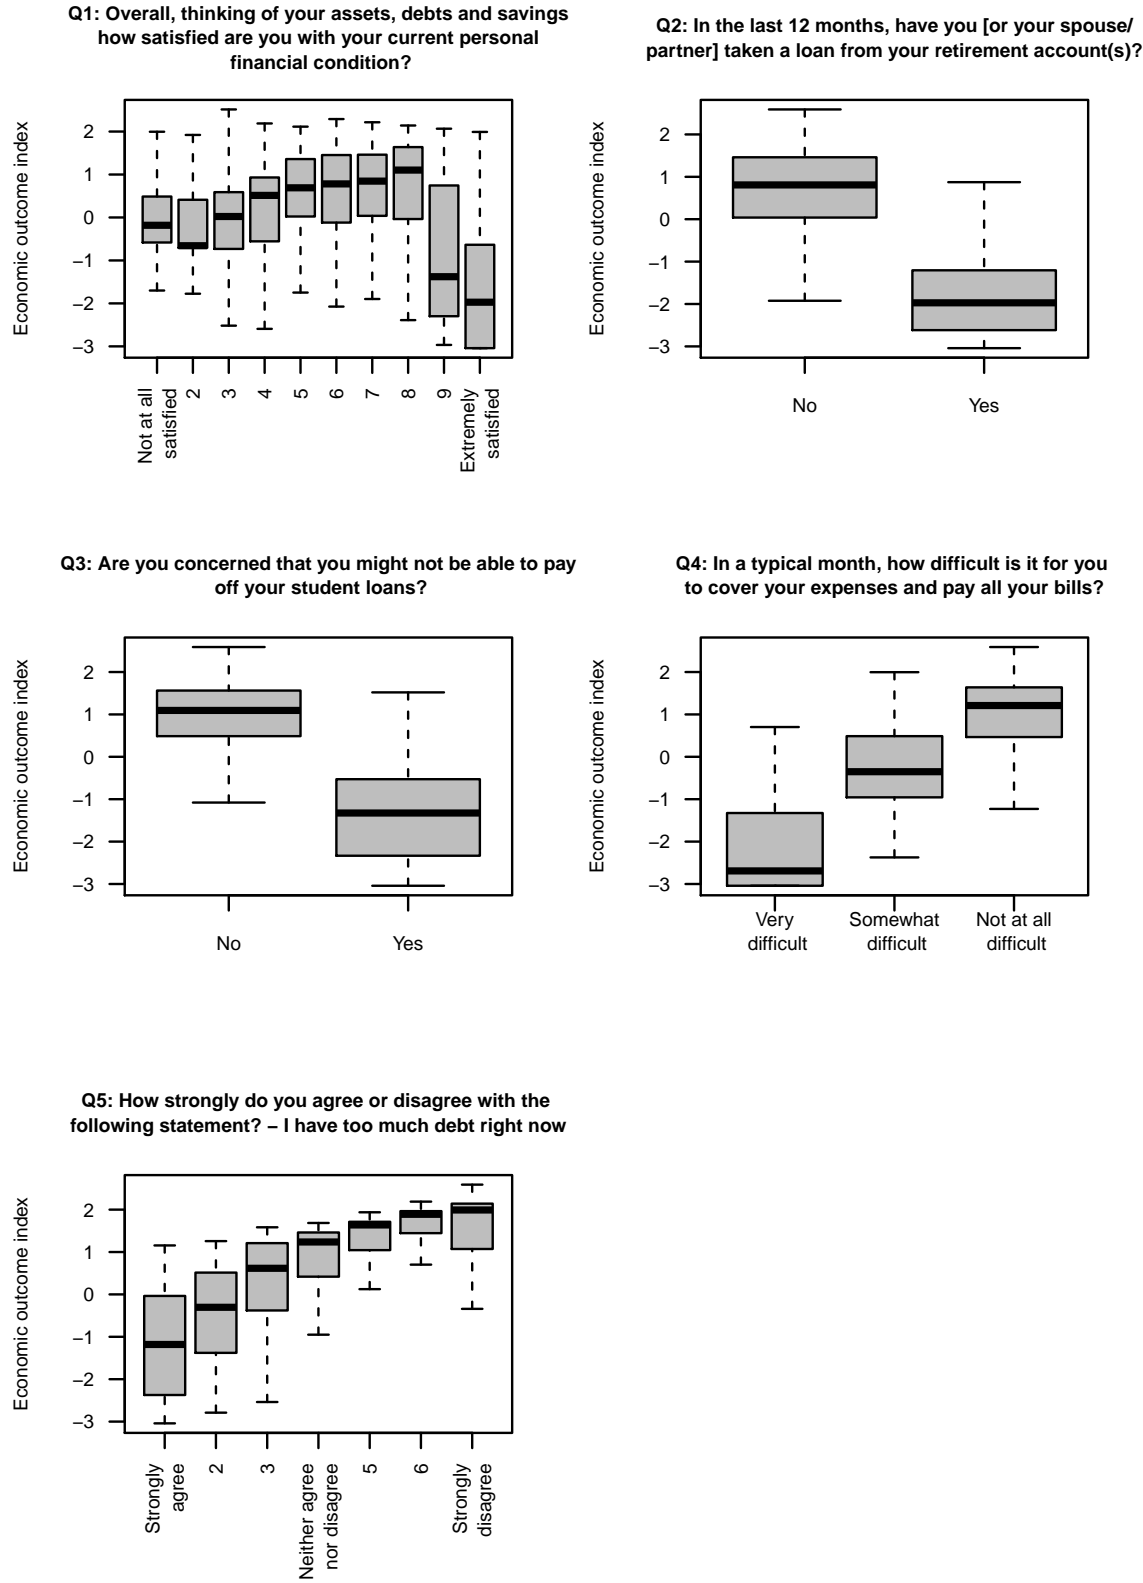 Q1: Overall, thinking of your assets, debts and savings
how satisfied are you with your current personal
financial condition?
Economic outcome index
2
1
0
−1
−2
−3
Not at all
satisfied
2
3
4
5
6
7
8
9
Extremely
satisfied
Q2: In the last 12 months, have you [or your spouse/
partner] taken a loan from your retirement account(s)?
Economic outcome index
2
1
0
−1
−2
−3
No
Yes
Q3: Are you concerned that you might not be able to pay
off your student loans?
Economic outcome index
2
1
0
−1
−2
−3
No
Yes
Q4: In a typical month, how difficult is it for you
to cover your expenses and pay all your bills?
Economic outcome index
2
1
0
−1
−2
−3
Very
difficult
Somewhat
difficult
Not at all
difficult
Q5: How strongly do you agree or disagree with the
following statement? – I have too much debt right now
Economic outcome index
2
1
0
−1
−2
−3
Strongly
agree
2
3
Neither agree
nor disagree
5
6
Strongly
disagree